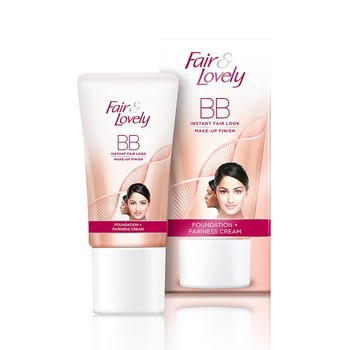 Fair &
Lovely
BB
INSTANT FAIR LOOK
MAKE-UP FINISH
FOUNDATION +
FAIRNESS CREAM
Fair &
Lovely
BB
INSTANT FAIR LOOK
MAKE-UP FINISH
FOUNDATION +
FAIRNESS CREAM